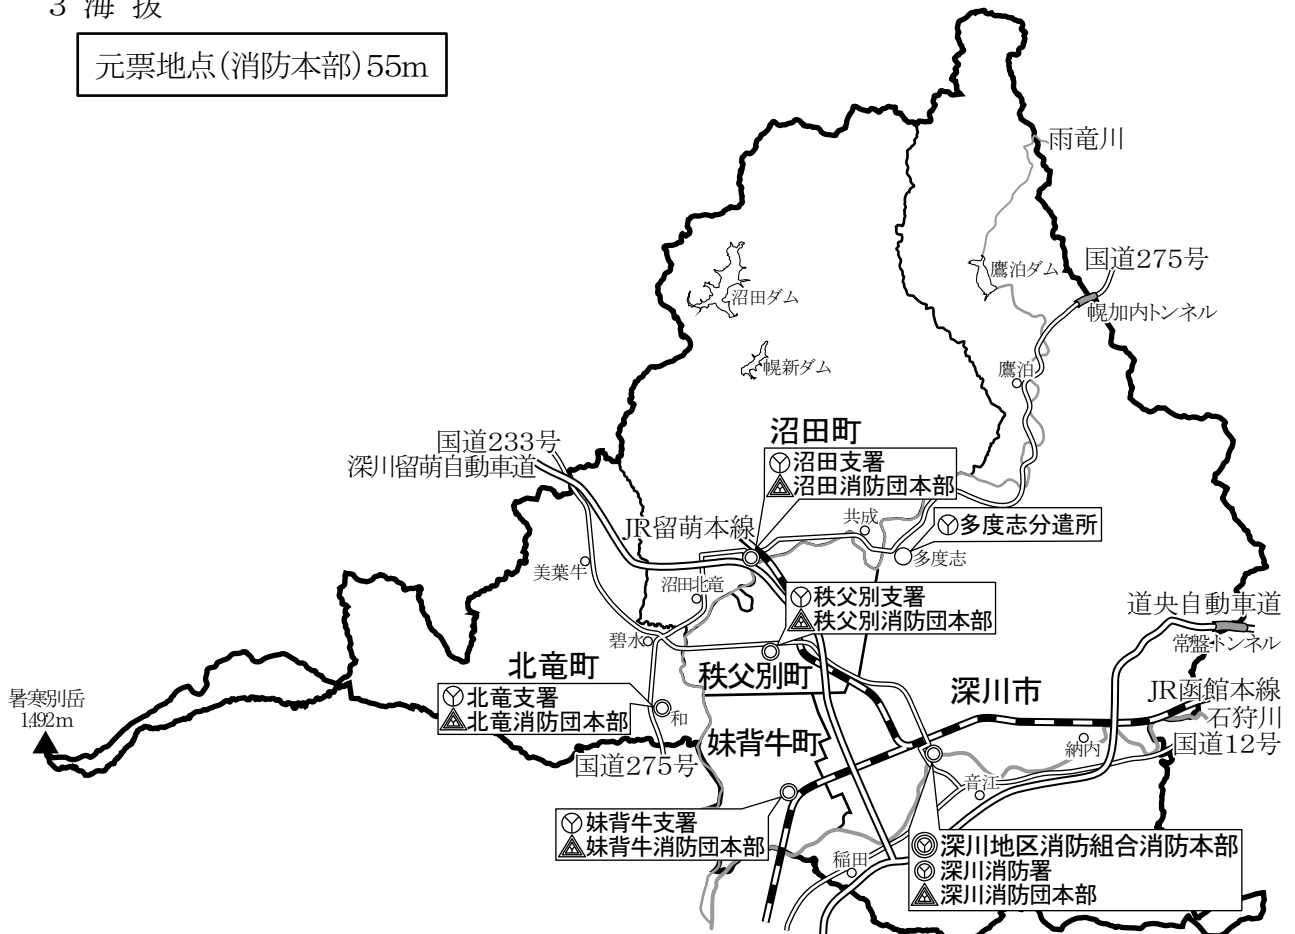 3 海 抜
元票地点(消防本部)55m
雨竜川
国道275号
鷹泊ダム
沼田ダム
幌加内トンネル
幌新ダム
鷹泊
沼田町
国道233号
深川留萌自動車道
沼田支署
沼田消防団本部
共成
JR留萌本線
多度志分遣所
多度志
美葉牛
沼田北竜
秩父別支署
秩父別消防団本部
道央自動車道
常盤トンネル
碧水
北竜町
秩父別町
深川市
JR函館本線
石狩川
国道12号
暑寒別岳
1,492m
北竜支署
北竜消防団本部
和
妹背牛町
納内
国道275号
音江
妹背牛支署
妹背牛消防団本部
稲田
深川地区消防組合消防本部
深川消防署
深川消防団本部